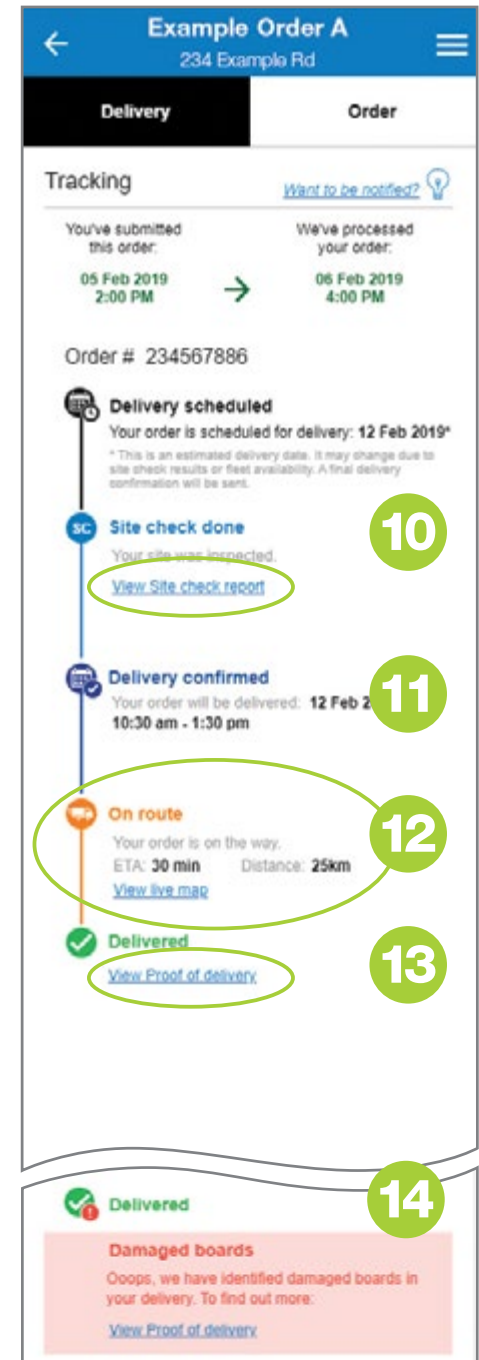 Example Order A
234 Example Rd
Delivery Order
Tracking Want to be notified?
You've submitted this order:
We've processed your order:
05 Feb 2019 2:00 PM
06 Feb 2019 4:00 PM
Order # 234567886
Delivery scheduled
Your order is scheduled for delivery: 12 Feb 2019*
* This is an estimated delivery date. It may change due to
site check results or fleet availability. A final delivery
confirmation will be sent.
SC Site check done 10
Your site was inspected.
View Site check report
Delivery confirmed 11
Your order will be delivered: 12 Feb 2
10:30 am - 1:30 pm
On route 12
Your order is on the way.
ETA: 30 min Distance: 25km
View live map
Delivered 13
View Proof of delivery
Delivered 14
Damaged boards
Ooops, we have identified damaged boards in
your delivery. To find out more:
View Proof of delivery